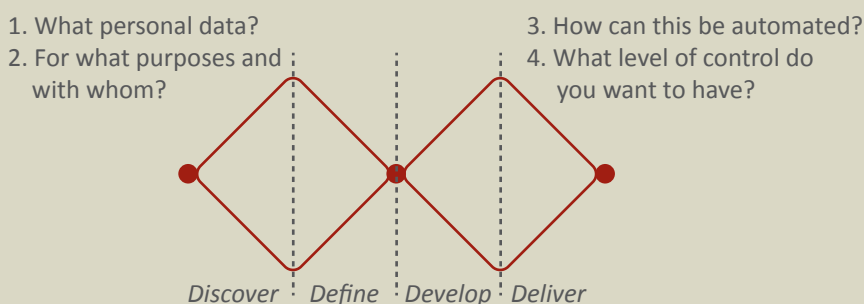 1. What personal data?
2. For what purposes and
with whom?
3. How can this be automated?
4. What level of control do
you want to have?
Discover
Define
Develop
Deliver